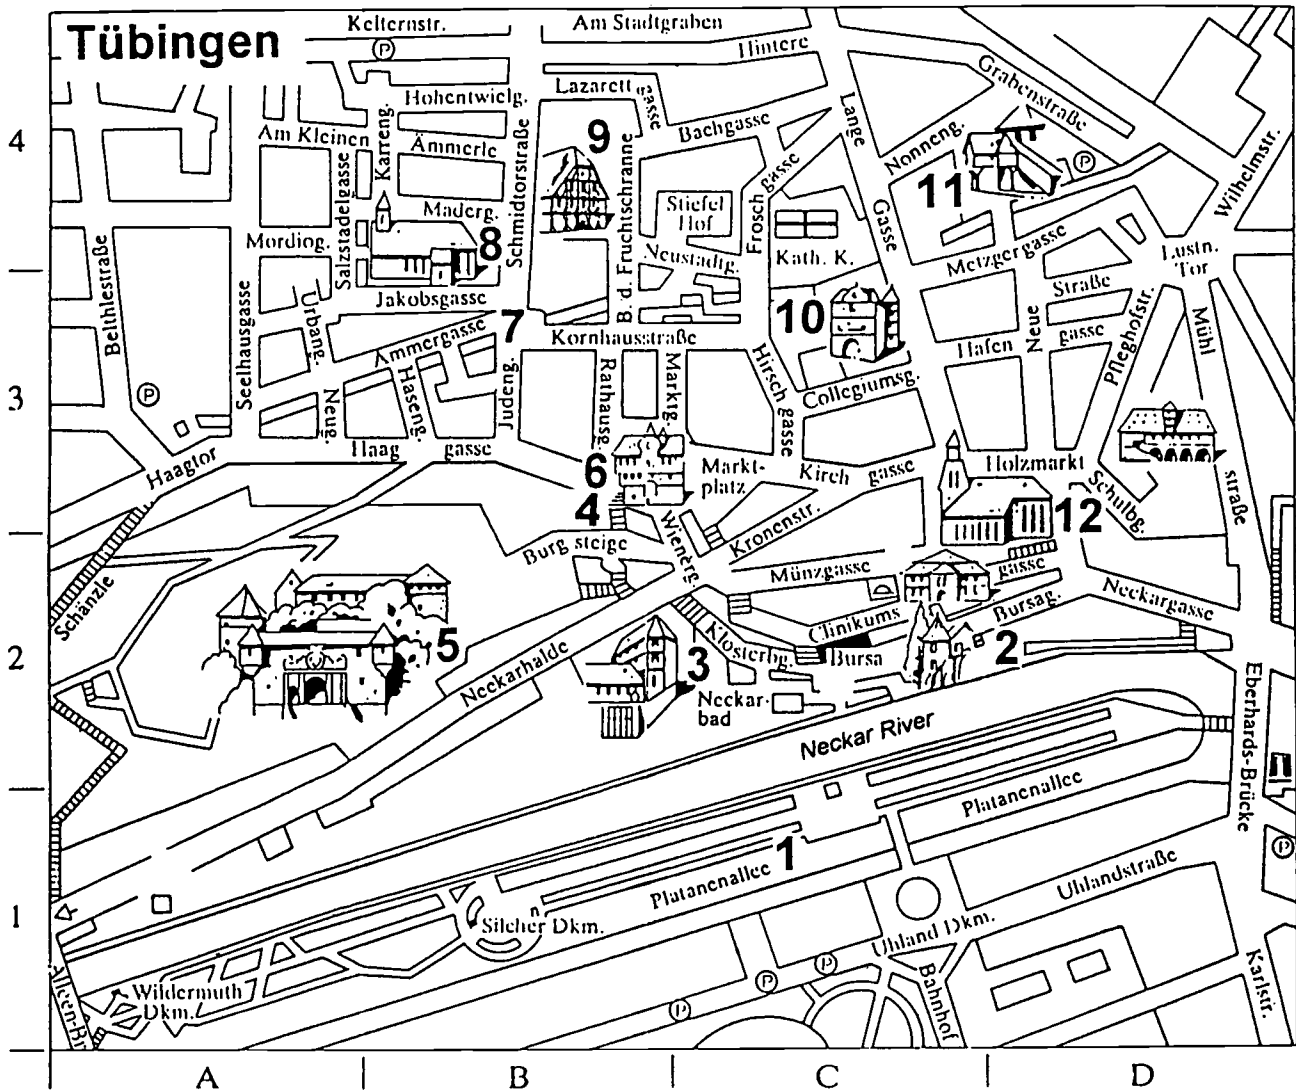 Tübingen
Kelternstr.
Am Stadtgraben
Hintere
Grabenstraße
P
Hohentwielg.
Lazarett
gasse
Bachgasse
Lange
Gasse
Nonneng.
P
Wilhelmstr.
4
Am Kleinen
Ämmerle
Karreng.
Salzstadelgasse
Schmidtorstraße
9
B. d. Fruchtschranne
Stiefel
Hof
Frosch
gasse
11
Maderg.
8
Mordiog.
Neustadtg.
Kath. K.
Metzgergasse
Lustn.
Tor
Belthlestraße
Seelhausgasse
Urbang.
Jakobsgasse
Ammergasse
7
Kornhausstraße
10
Neue
Straße
Hafen
gasse
Pfleghofstr.
Mühl
straße
3
P
Neug.
Haseng.
Judeng.
Rathausg.
Marktg.
Hirsch
gasse
Collegiumsg.
Haagtor
Haag
gasse
6
Markt-
platz
Kirch
gasse
Holzmarkt
Schulbg.
12
4
Burg steige
Wienerg.
Kronenstr.
Münzgasse
Schänzle
Clinikums
gasse
Bursag.
Neckargasse
2
5
Neckarhalde
3
Klosterbg.
Bursa
2
Neckar-
bad
Neckar River
Eberhards-Brücke
Platanenallee
1
Platanenallee
P
Uhlandstraße
1
Silcher Dkm.
Uhland Dkm.
Wildermuth
Dkm.
P
P
P
Bahnhof
Karlstr.
A
B
C
D